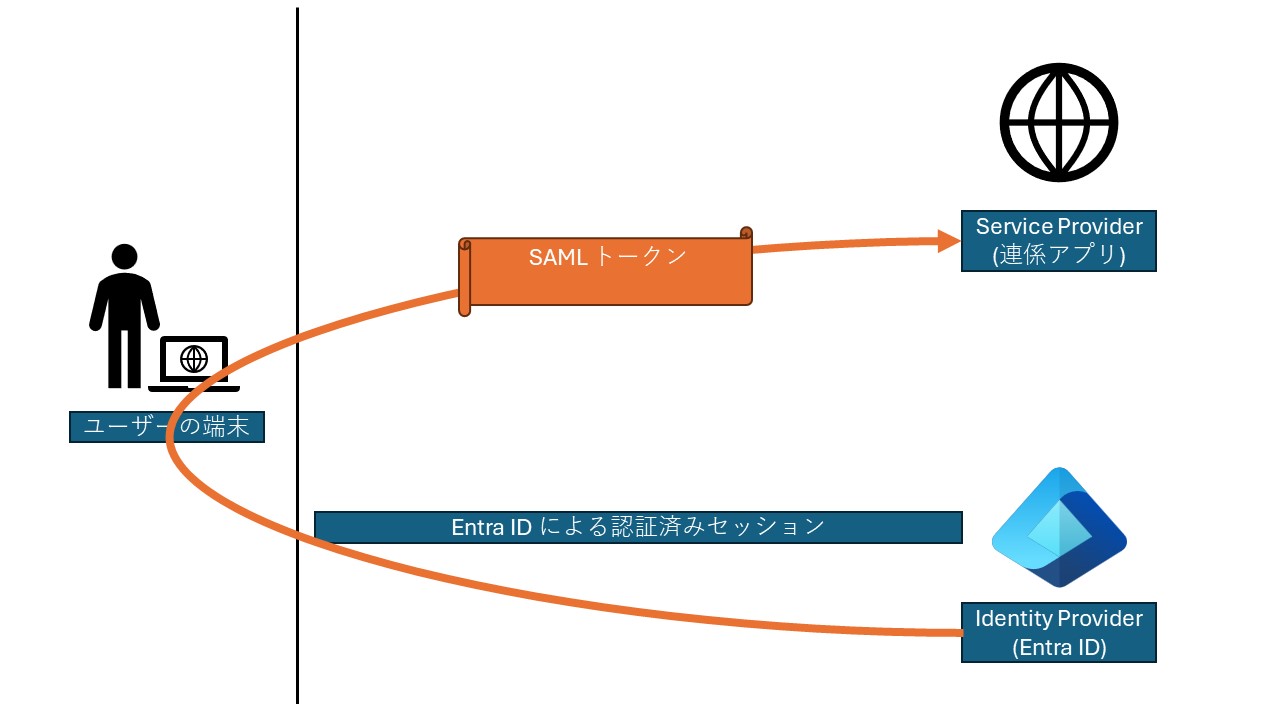 SAML トークン
Service Provider
(連係アプリ)
ユーザーの端末
Entra ID による認証済みセッション
Identity Provider
(Entra ID)